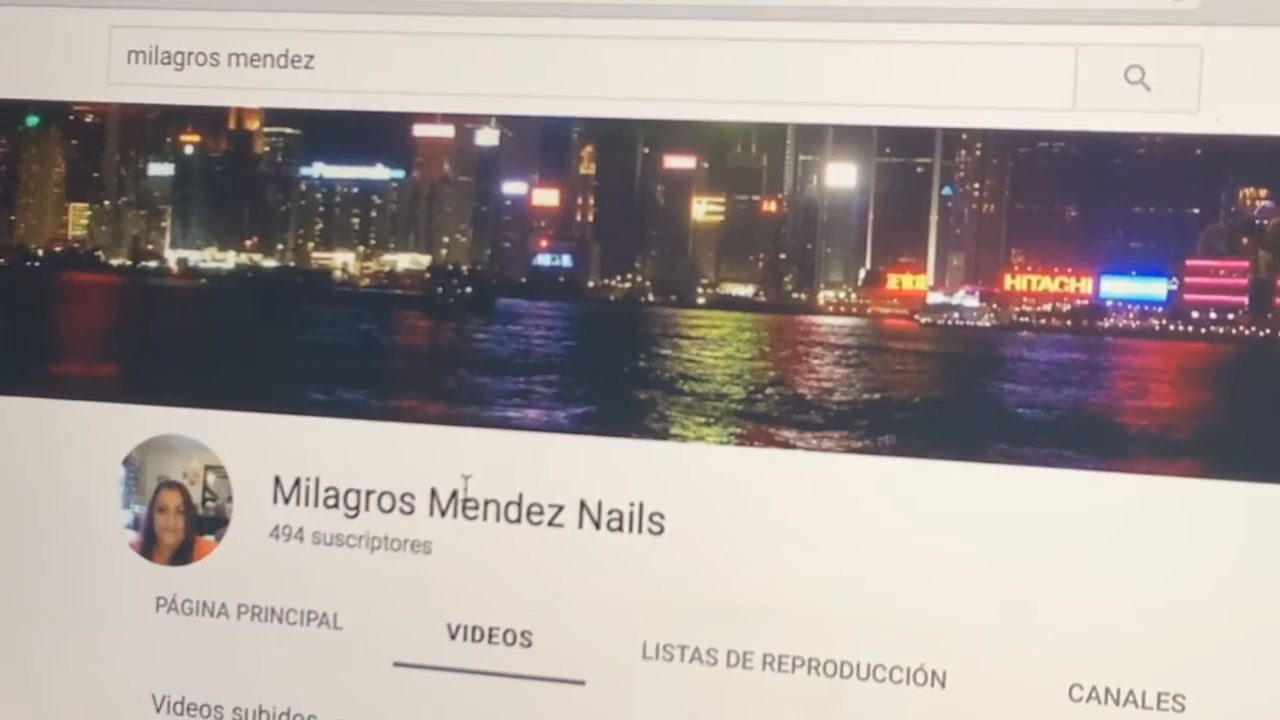 milagros mendez
HITACHI
Milagros Mendez Nails
494 suscriptores
PÁGINA PRINCIPAL
VIDEOS
LISTAS DE REPRODUCCIÓN
CANALES
Videos subidos